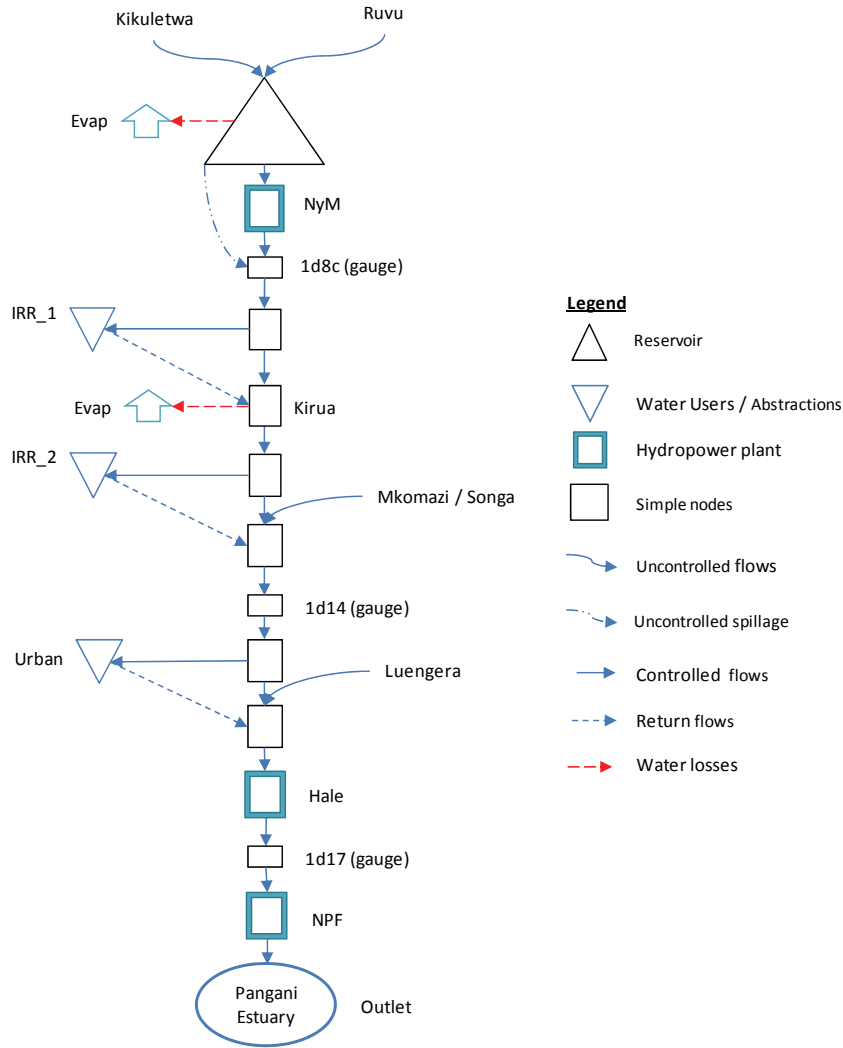 Kikuletwa
Ruvu
Evap
NyM
1d8c (gauge)
IRR_1
Evap
Kirua
IRR_2
Mkomazi / Songa
1d14 (gauge)
Urban
Luengera
Hale
1d17 (gauge)
NPF
Pangani
Estuary
Outlet
Legend
Reservoir
Water Users / Abstractions
Hydropower plant
Simple nodes
Uncontrolled flows
Uncontrolled spillage
Controlled flows
Return flows
Water losses